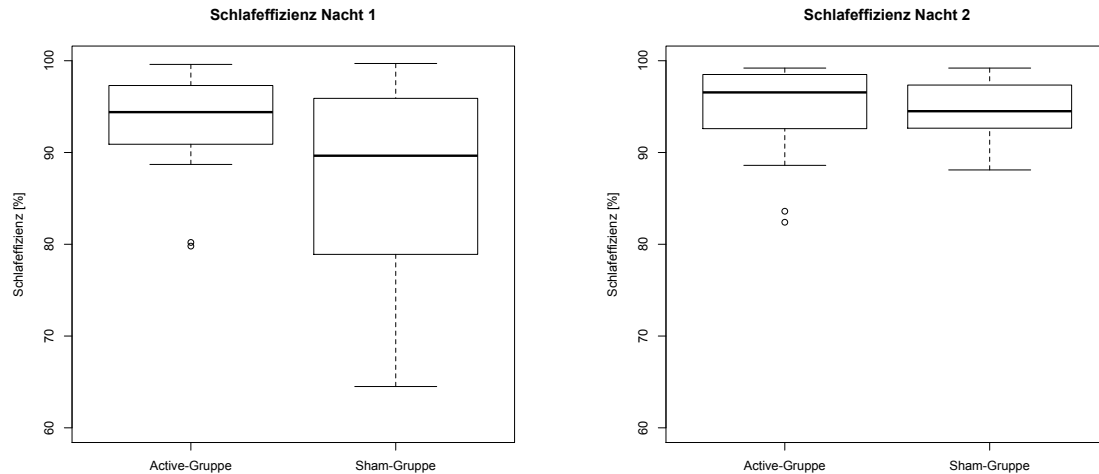 Schlafeffizienz Nacht 1
Schlafeffizienz [%]
100
90
80
70
60
Active-Gruppe Sham-Gruppe
Schlafeffizienz Nacht 2
Schlafeffizienz [%]
100
90
80
70
60
Active-Gruppe Sham-Gruppe